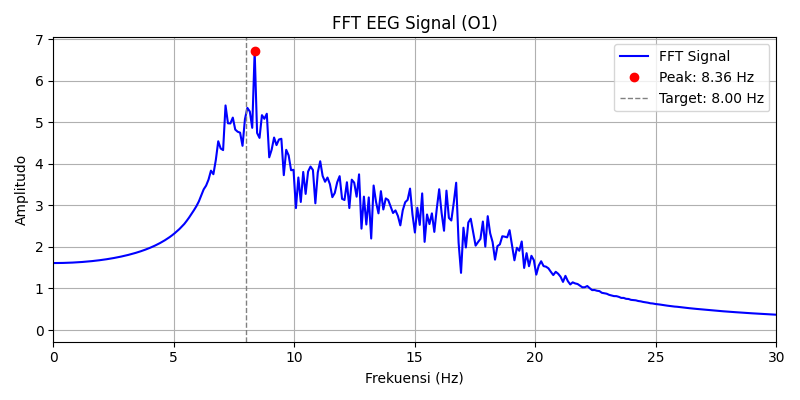 FFT EEG Signal (O1)
7
6
5
4
3
2
1
0
Amplitudo
FFT Signal
Peak: 8.36 Hz
Target: 8.00 Hz
0 5 10 15 20 25 30
Frekuensi (Hz)